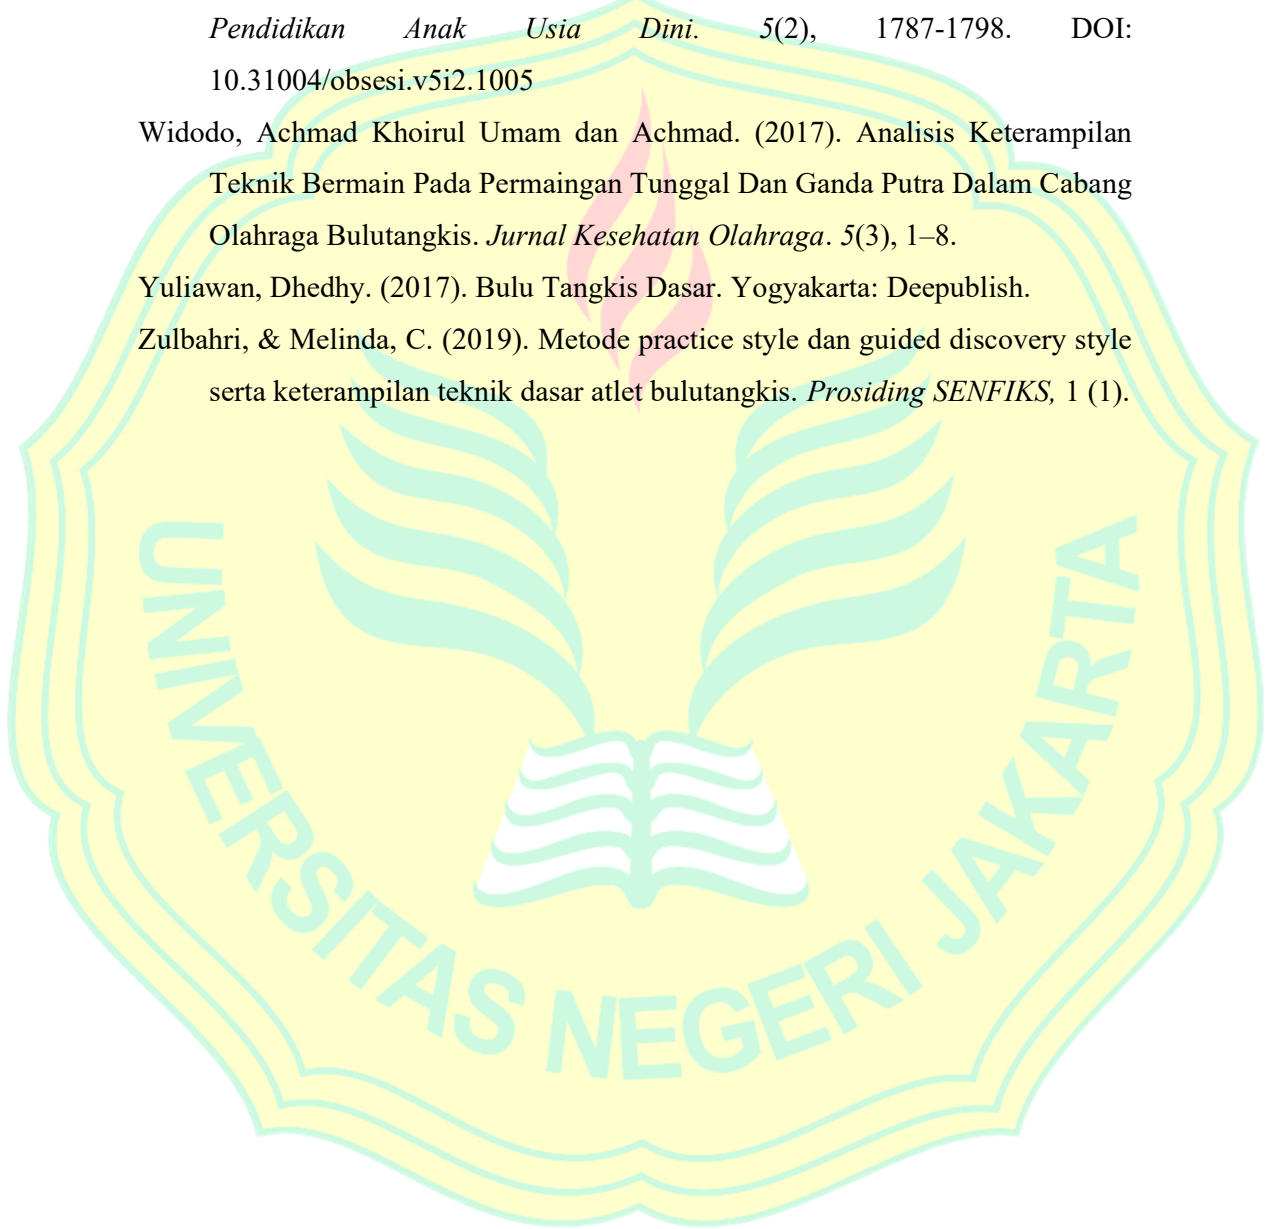 Pendidikan Anak Usia Dini. 5(2), 1787-1798. DOI:
10.31004/obsesi.v5i2.1005
Widodo, Achmad Khoirul Umam dan Achmad. (2017). Analisis Keterampilan
Teknik Bermain Pada Permaingan Tunggal Dan Ganda Putra Dalam Cabang
Olahraga Bulutangkis. Jurnal Kesehatan Olahraga. 5(3), 1–8.
Yuliawan, Dhedhy. (2017). Bulu Tangkis Dasar. Yogyakarta: Deepublish.
Zulbahri, & Melinda, C. (2019). Metode practice style dan guided discovery style
serta keterampilan teknik dasar atlet bulutangkis. Prosiding SENFIKS, 1 (1).
UNIVERSITAS NEGERI JAKARTA